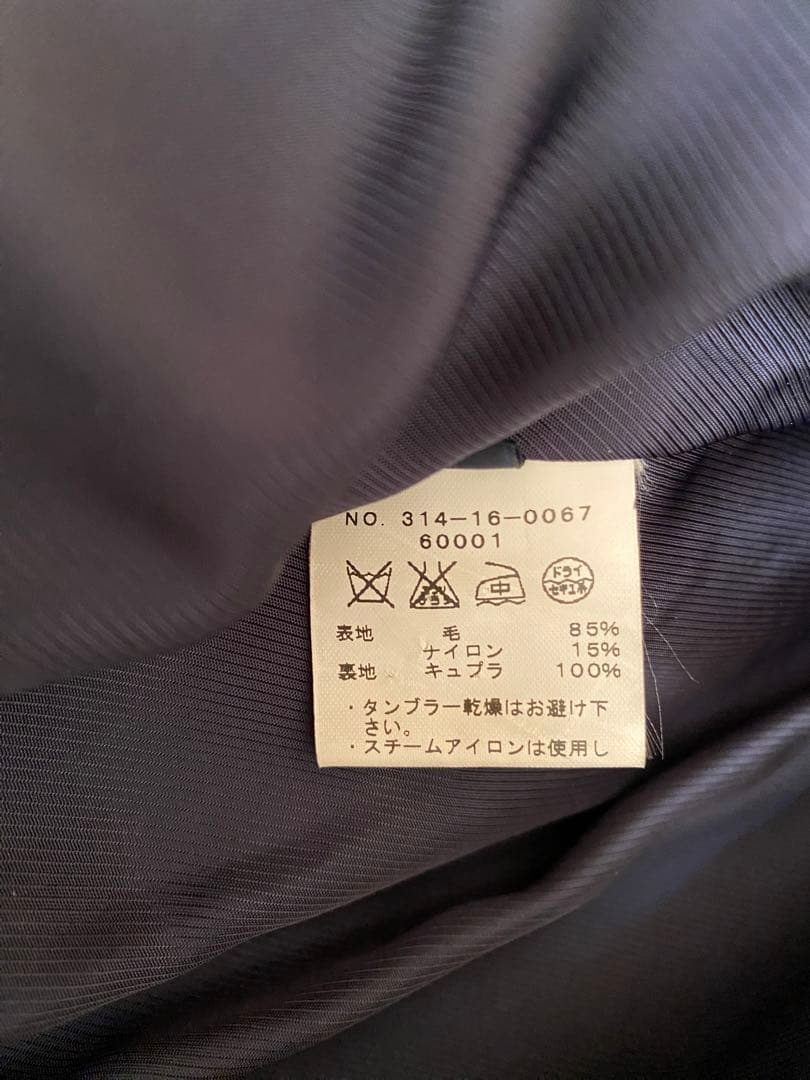 NO. 314-16-0067
60001
中 ドライ
セキユ系
表地 毛 85%
ナイロン 15%
裏地 キュプラ 100%
・タンブラー乾燥はお避け下
さい。
・スチームアイロンは使用し